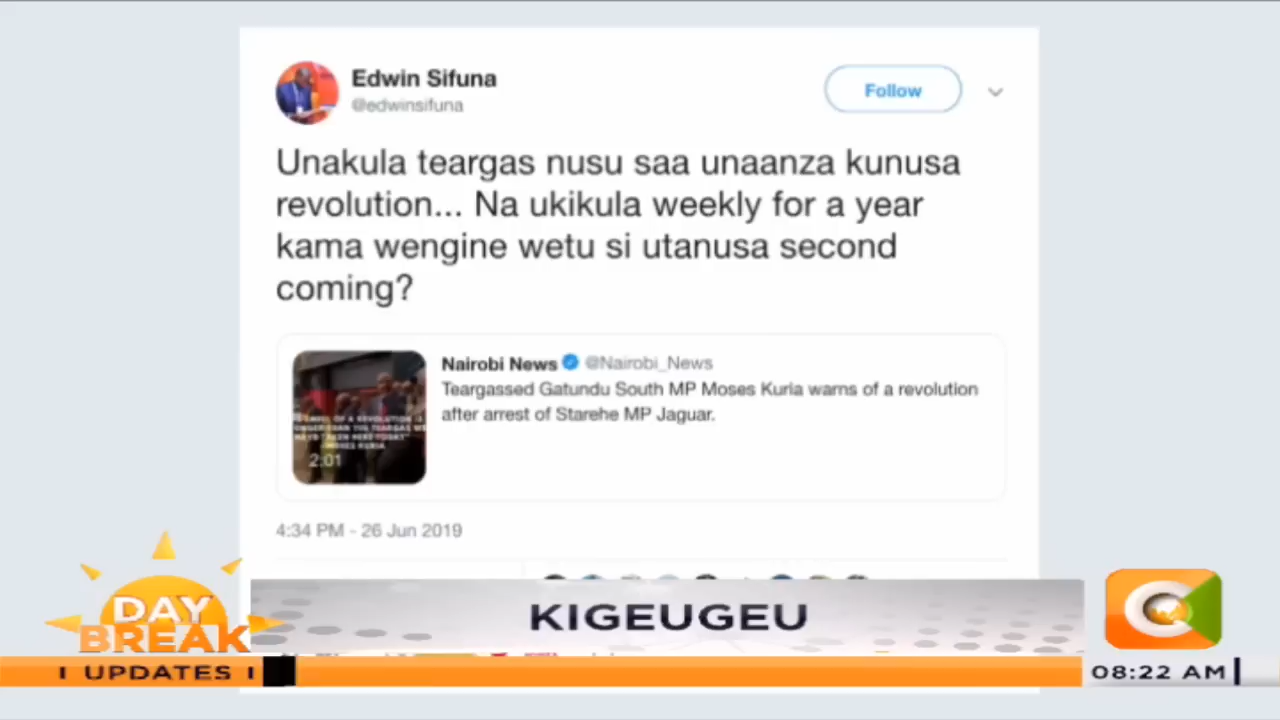 Edwin Sifuna
@edwinsifuna
Follow
Unakula teargas nusu saa unaanza kunusa
revolution... Na ukikula weekly for a year
kama wengine wetu si utanusa second
coming?
Nairobi News @Nairobi_News
Teargassed Gatundu South MP Moses Kuria warns of a revolution
after arrest of Starehe MP Jaguar.
2:01
4:34 PM - 26 Jun 2019
DAY
BREAK
KIGEUGEU
UPDATES
08:22 AM